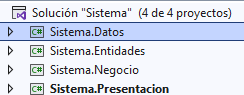 Solución "Sistema" (4 de 4 proyectos)
C# Sistema.Datos
C# Sistema.Entidades
C# Sistema.Negocio
C# Sistema.Presentacion